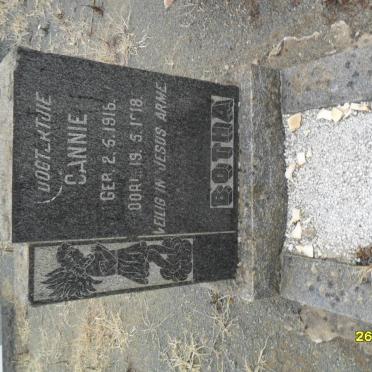 DOGTERTJIE
CANNIE
GEB. 2.6.1916.
OORL. 19.5.1918
VEILIG IN JESUS ARME
BOTHA
26